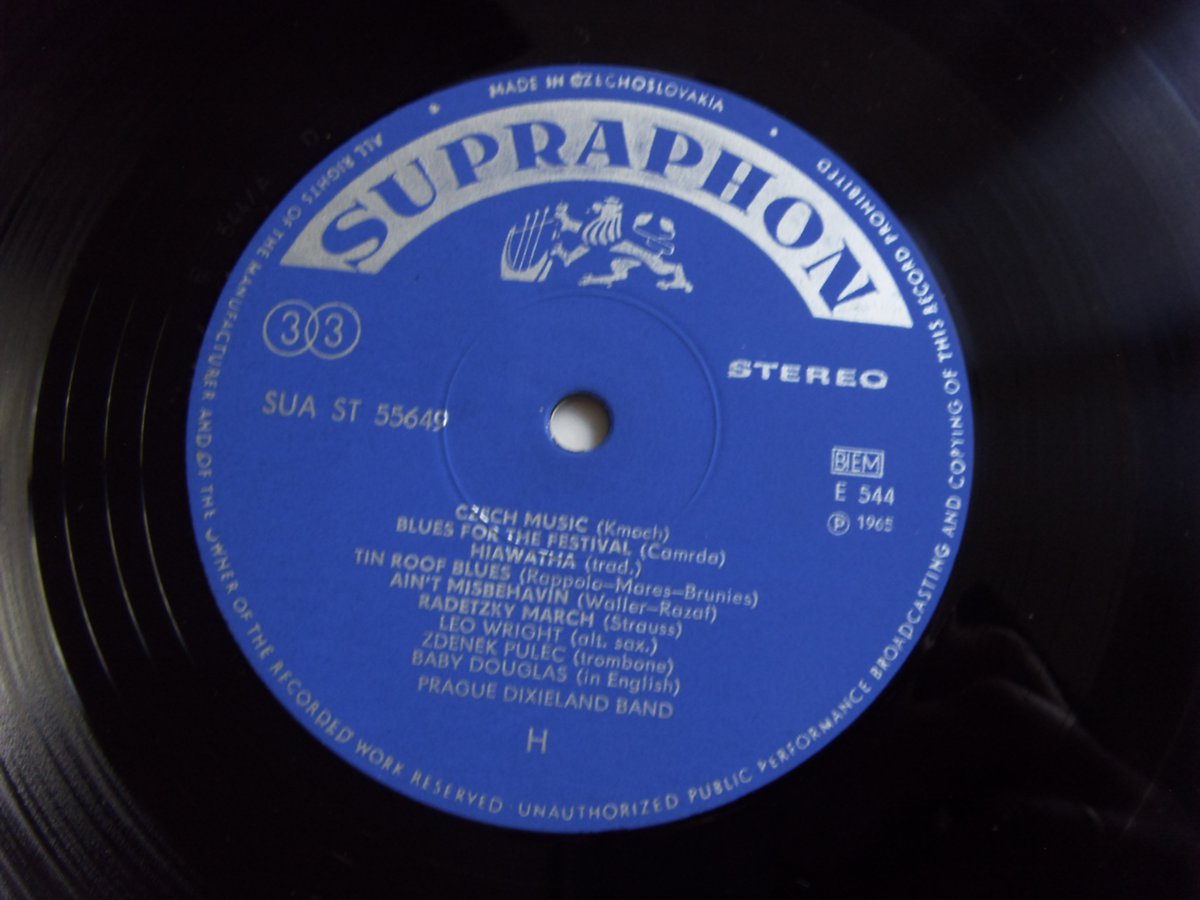 MADE IN CZECHOSLOVAKIA
SUPRAPHON
33
STEREO
SUA ST 55649
BIEM
E 544
Ⓟ 1965
CZECH MUSIC (Kmoch)
BLUES FOR THE FESTIVAL (Camrda)
HIAWATHA (trad.)
TIN ROOF BLUES (Rappolo—Mares—Brunies)
AIN'T MISBEHAVIN (Waller—Razaf)
RADETZKY MARCH (Strauss)
LEO WRIGHT (alt. sax.)
ZDENEK PULEC (trombone)
BABY DOUGLAS (in English)
PRAGUE DIXIELAND BAND
H
ALL RIGHTS OF THE MANUFACTURER AND OF THE OWNER OF THE RECORDED WORK RESERVED · UNAUTHORIZED PUBLIC PERFORMANCE BROADCASTING AND COPYING OF THIS RECORD PROHIBITED